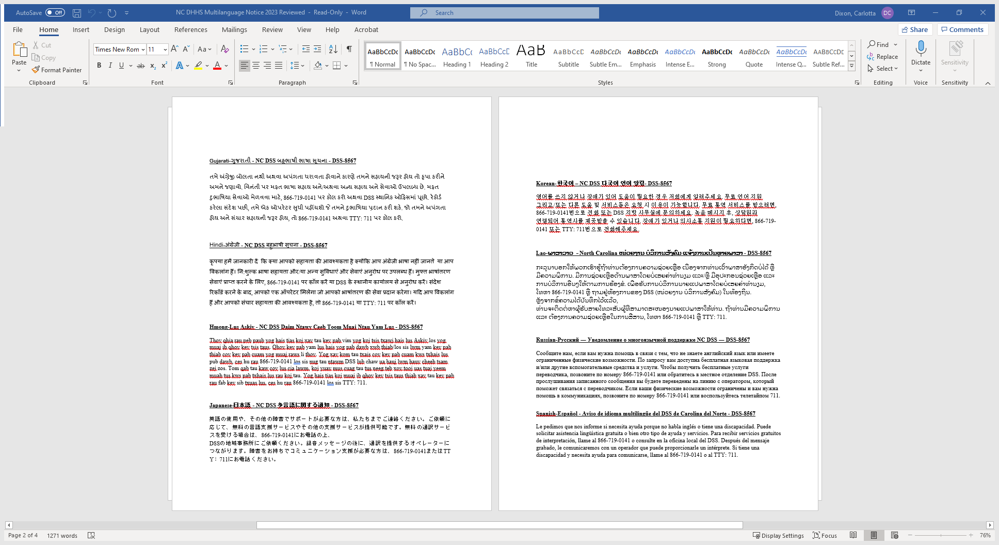 AutoSave Off NC DHHS Multilanguage Notice 2023 Reviewed - Read-Only - Word Search Dixon, Carlotta DC
File Home Insert Design Layout References Mailings Review View Help Acrobat Share Comments
Paste Cut Copy Format Painter
Clipboard
Times New Rom 11
Font
Paragraph
AaBbCcDc AaBbCcDc AaBbCc AaBbCcC AaB AaBbCcD AaBbCcDc AaBbCcDc AaBbCcDc AaBbCcDc AaBbCcDc AaBbCcDc AABBCCDE
¶ Normal ¶ No Spac... Heading 1 Heading 2 Title Subtitle Subtle Em... Emphasis Intense E... Strong Quote Intense Q... Subtle Ref...
Styles
Find
Replace
Select
Editing
Dictate
Voice
Sensitivity
Sensitivity
Gujarati-ગુજરાતી - NC DSS બહુભાષી ભાષા સૂચના - DSS-8567
તમે અંગ્રેજી બોલતા નથી અથવા અપંગતા ધરાવતા હોવાને કારણે તમને સહાયની જરૂર હોય તો કૃપા કરીને
અમને જણાવો. વિનંતી પર મફત ભાષા સહાય અને/અથવા અન્ય સહાય અને સેવાઓ ઉપલબ્ધ છે. મફત
દુભાષિયા સેવાઓ મેળવવા માટે, 866-719-0141 પર કૉલ કરો અથવા DSS સ્થાનિક ઑફિસમાં પૂછો. રેકોર્ડ
કરેલા સંદેશ પછી, તમે એક ઓપરેટર સુધી પહોંચશો જે તમને દુભાષિયા પ્રદાન કરી શકે. જો તમને અપંગતા
હોય અને સંચાર સહાયની જરૂર હોય, તો 866-719-0141 અથવા TTY: 711 પર કૉલ કરો.
Hindi-अंग्रेजी - NC DSS बहुभाषी सूचना - DSS-8567
कृपया हमें जानकारी दें कि क्या आपको सहायता की आवश्यकता है क्योंकि आप अंग्रेजी भाषा नहीं जानते या आप
विकलांग हैं। नि:शुल्क भाषा सहायता और/या अन्य सुविधाएं और सेवाएं अनुरोध पर उपलब्ध हैं। मुफ्त भाषांतरण
सेवाएं प्राप्त करने के लिए, 866-719-0141 पर कॉल करें या DSS के स्थानीय कार्यालय से अनुरोध करें। संदेश
रिकॉर्ड करने के बाद, आपको एक ऑपरेटर मिलेगा जो आपको भाषांतरण की सेवा प्रदान करेगा। यदि आप विकलांग
हैं और आपको संचार सहायता की आवश्यकता है, तो 866-719-0141 या TTY: 711 पर कॉल करें।
Hmong-Lus Askiv - NC DSS Daim Ntawv Ceeb Toom Muaj Ntau Yam Lus - DSS-8567
Thov qhia rau peb paub yog hais tias koj xav tau kev pab vim yog koj tsis txawj hais lus Askiv los yog
muaj ib qhov kev tsis taus. Qhov kev pab yam lus hais yog pab dawb xwb thiab/los sis lwm yam kev pab
thiab cov kev pab cuam yog muaj raws li thov. Yog xav kom tau txais cov kev pab cuam kws txhais lus
pub dawb, ces hu rau 866-719-0141 los sis nug tau ntawm DSS lub chaw ua hauj lwm hauv cheeb tsam
zej zos. Tom qab tau kaw cov lus cia lawm, koj yuav mus cuag tau tus neeg teb xov tooj uas tuaj yeem
muab tus kws pab txhais lus rau koj tau. Yog hais tias koj muaj ib qhov kev tsis taus thiab xav tau kev pab
rau fab kev sib txuas lus, ces hu rau 866-719-0141 los sis TTY: 711.
Japanese-日本語 - NC DSS 多言語に関する通知 - DSS-8567
英語の使用や、その他の障害でサポートが必要な方は、私たちまでご連絡ください。ご依頼に
応じて、無料の言語支援サービスやその他の支援サービスが提供可能です。無料の通訳サービ
スを受ける場合は、866-719-0141にお電話の上、
DSSの地域事務所にご依頼ください。録音メッセージの後に、通訳を提供するオペレーターに
つながります。障害をお持ちでコミュニケーション支援が必要な方は、866-719-0141またはTT
Y：711にお電話ください。
Korean-한국어 – NC DSS 다국어 언어 알림- DSS-8567
영어를 쓰지 않거나 장애가 있어 도움이 필요한 경우 저희에게 알려주세요. 무료 언어 지원
그리고/또는 다른 도움 및 서비스들은 요청 시 이용이 가능합니다. 무료 통역 서비스를 받으려면,
866-719-0141번으로 전화 또는 DSS 지방 사무실에 문의하세요. 녹음 메시지 후, 상담원과
연결되어 통역사를 제공받을 수 있습니다. 장애가 있거나 의사소통 지원이 필요하다면, 866-719-
0141 또는 TTY: 711번으로 전화해주세요.
Lao-ພາສາລາວ - North Carolina ໜ່ວຍງານ ບໍລິການສັງຄົມ ແຈ້ງການເປັນຫຼາຍພາສາ - DSS-8567
ກະລຸນາບອກໃຫ້ພວກເຮົາຮູ້ຖ້າທ່ານຕ້ອງການຄວາມຊ່ວຍເຫຼືອ ເນື່ອງຈາກທ່ານເວົ້າພາສາອັງກິດບໍ່ໄດ້ ຫຼື
ມີຄວາມພິການ. ມີການຊ່ວຍເຫຼືອດ້ານພາສາໂດຍບໍ່ເສຍຄ່າທຳນຽມ ແລະ/ຫຼື ມີອຸປະກອນຊ່ວຍເຫຼືອ ແລະ
ການບໍລິການອື່ນໆໃຫ້ຕາມການຮ້ອງຂໍ. ເພື່ອຮັບການບໍລິການນາຍແປພາສາໂດຍບໍ່ເສຍຄ່າທຳນຽມ,
ໂທຫາ 866-719-0141 ຫຼື ຖາມຢູ່ຫ້ອງການຂອງ DSS (ໜ່ວຍງານ ບໍລິການສັງຄົມ) ໃນທ້ອງຖິ່ນ.
ຫຼັງຈາກຂໍ້ຄວາມໄດ້ບັນທຶກໄວ້ແລ້ວ,
ທ່ານຈະຕິດຕໍ່ຫາຜູ້ຮັບສາຍໂທລະສັບຜູ້ທີ່ສາມາດສະໜອງນາຍແປພາສາໃຫ້ທ່ານ. ຖ້າທ່ານມີຄວາມພິການ
ແລະ ຕ້ອງການຄວາມຊ່ວຍເຫຼືອໃນການສື່ສານ, ໂທຫາ 866-719-0141 ຫຼື TTY: 711.
Russian-Русский — Уведомление о многоязычной поддержке NC DSS — DSS-8567
Сообщите нам, если вам нужна помощь в связи с тем, что не знаете английский язык или имеете
ограниченные физические возможности. По запросу вам доступна бесплатная языковая поддержка
и/или другие вспомогательные средства и услуги. Чтобы получить бесплатные услуги
переводчика, позвоните по номеру 866-719-0141 или обратитесь в местное отделение DSS. После
прослушивания записанного сообщения вы будете переведены на линию с оператором, который
поможет связаться с переводчиком. Если ваши физические возможности ограничены и вам нужна
помощь в коммуникациях, позвоните по номеру 866-719-0141 или воспользуйтесь телетайпом 711.
Spanish-Español - Aviso de idioma multilingüe del DSS de Carolina del Norte - DSS-8567
Le pedimos que nos informe si necesita ayuda porque no habla inglés o tiene una discapacidad. Puede
solicitar asistencia lingüística gratuita o bien otro tipo de ayuda y servicios. Para recibir servicios gratuitos
de interpretación, llame al 866-719-0141 o consulte en la oficina local del DSS. Después del mensaje
grabado, le comunicaremos con un operador que puede proporcionarle un intérprete. Si tiene una
discapacidad y necesita ayuda para comunicarse, llame al 866-719-0141 o al TTY: 711.
Page 2 of 4 1271 words Display Settings Focus 76%